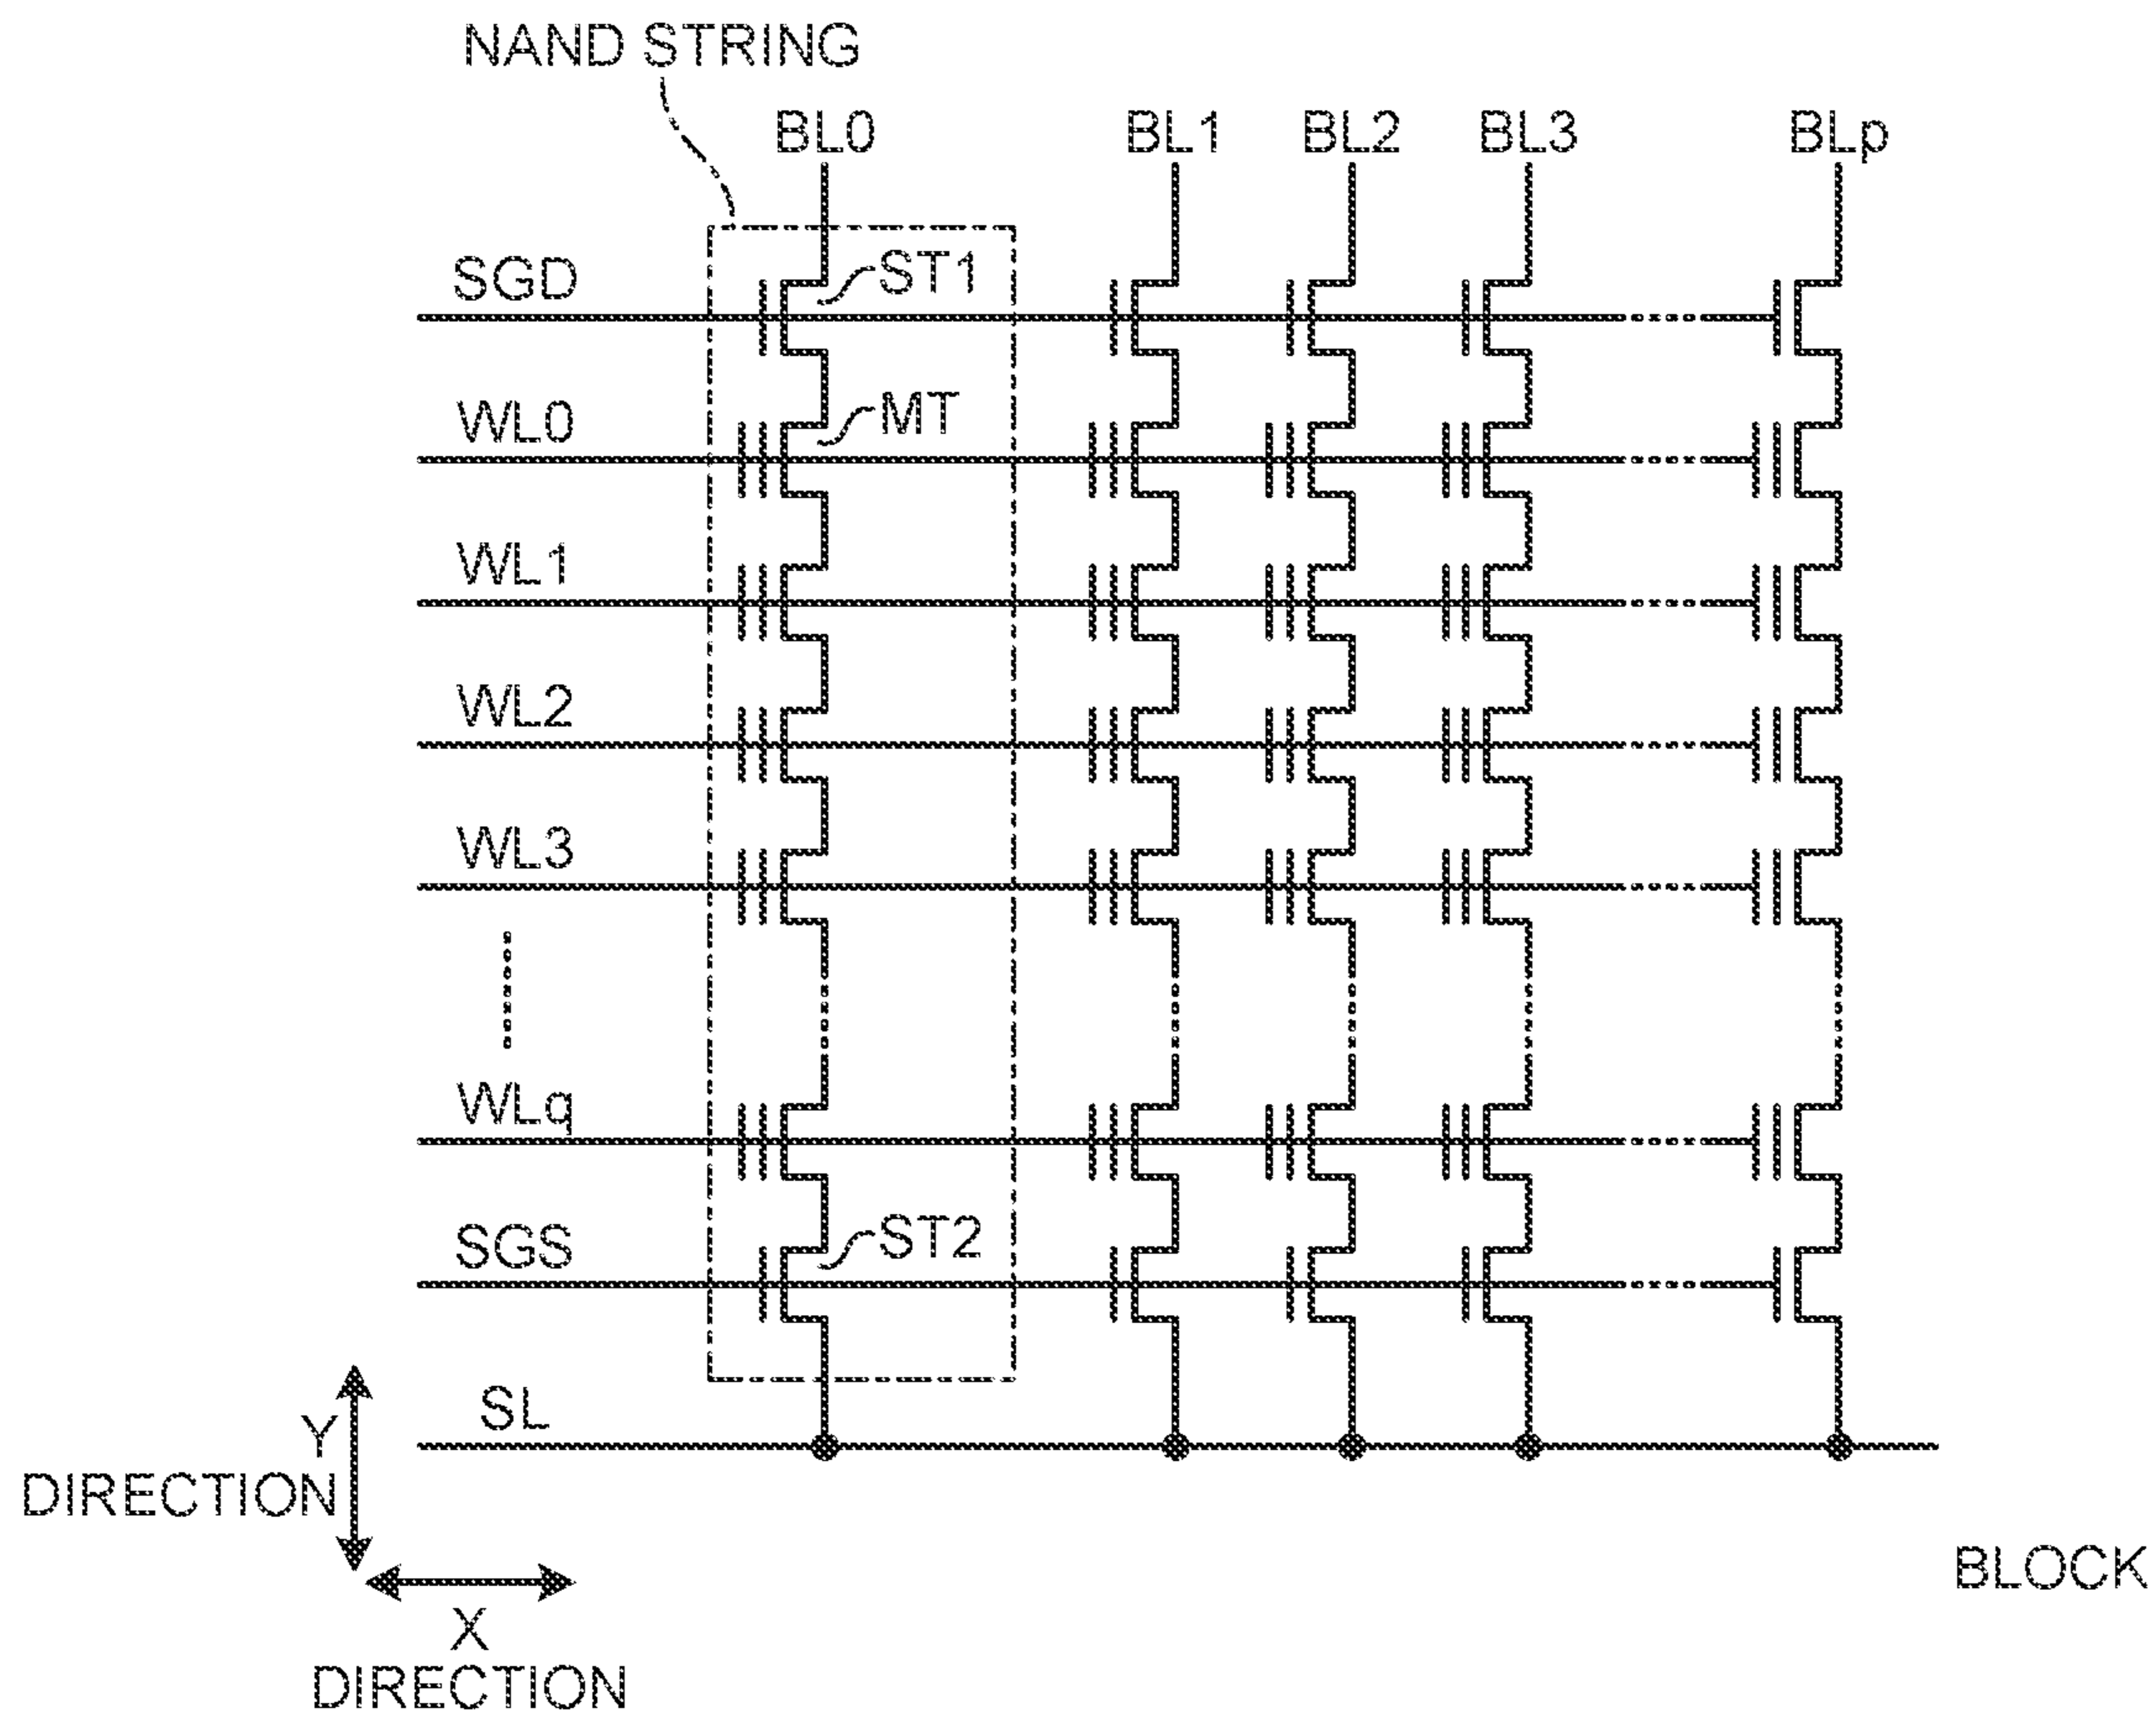 NAND STRING
BL0 BL1 BL2 BL3 BLp
SGD ST1
WL0 MT
WL1
WL2
WL3
WLq
SGS ST2
SL
Y
DIRECTION
X
DIRECTION
BLOCK